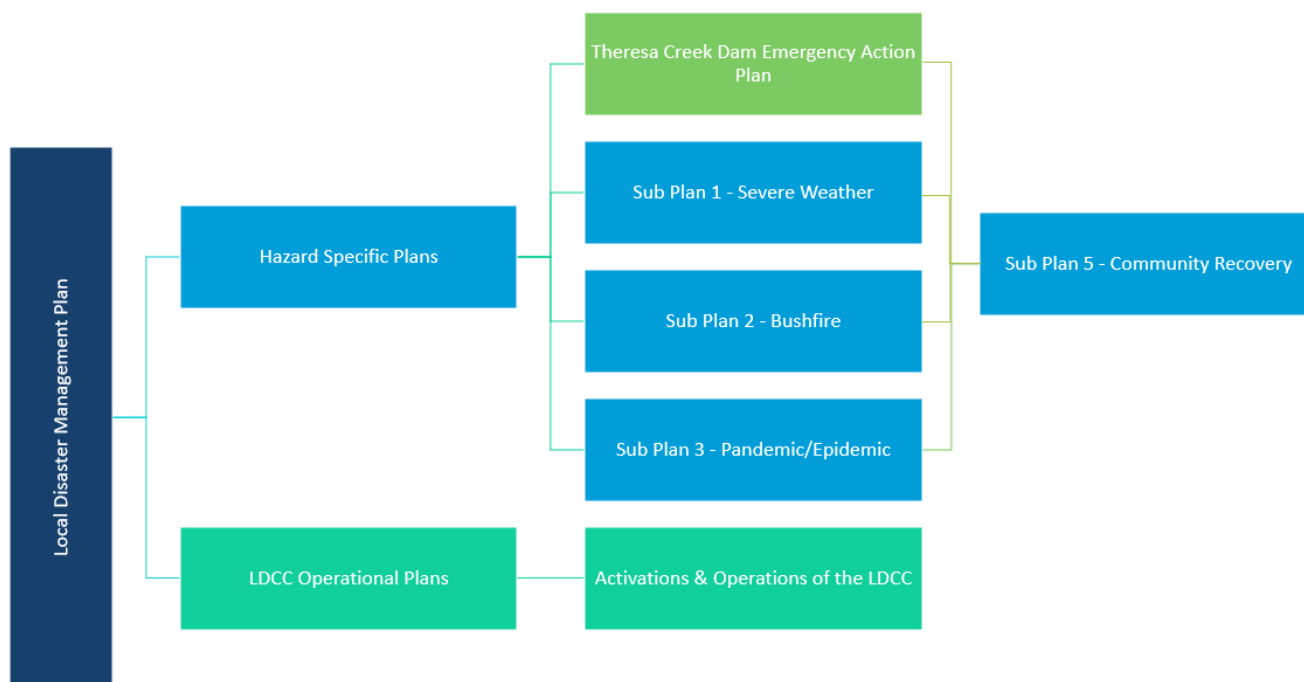 Local Disaster Management Plan
Hazard Specific Plans
LDCC Operational Plans
Theresa Creek Dam Emergency Action
Plan
Sub Plan 1 - Severe Weather
Sub Plan 2 - Bushfire
Sub Plan 3 - Pandemic/Epidemic
Activations & Operations of the LDCC
Sub Plan 5 - Community Recovery